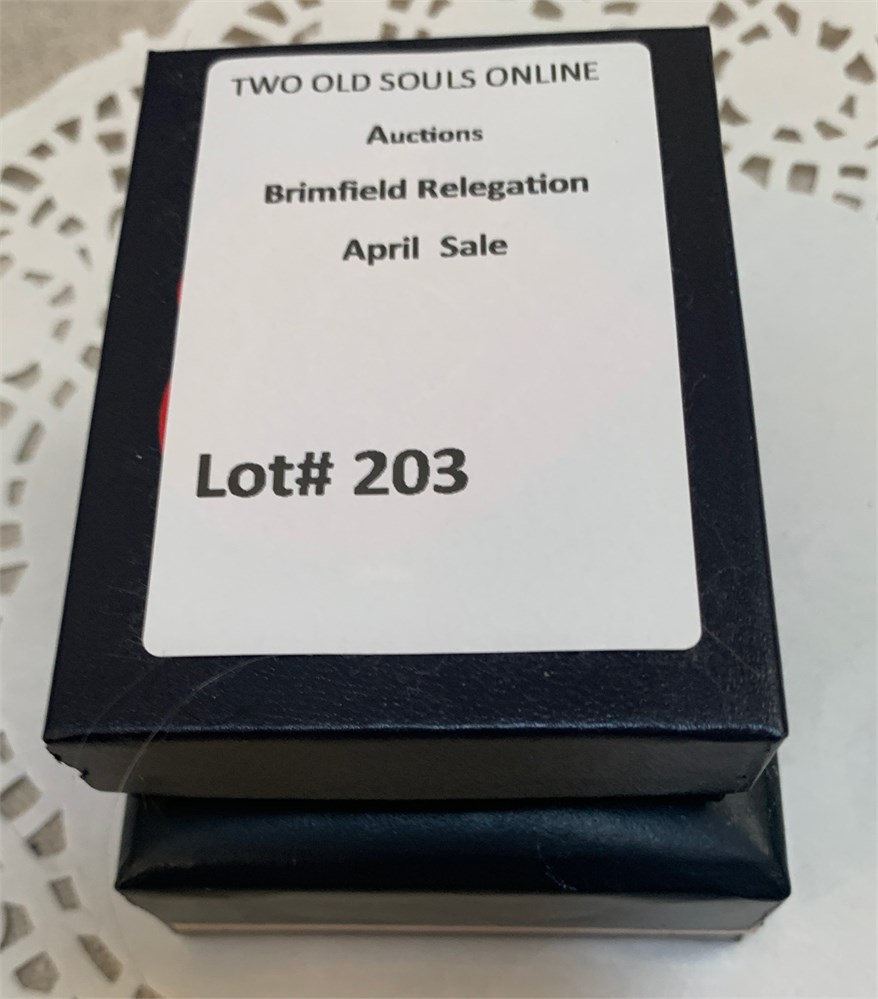 TWO OLD SOULS ONLINE
Auctions
Brimfield Relegation
April Sale
Lot# 203